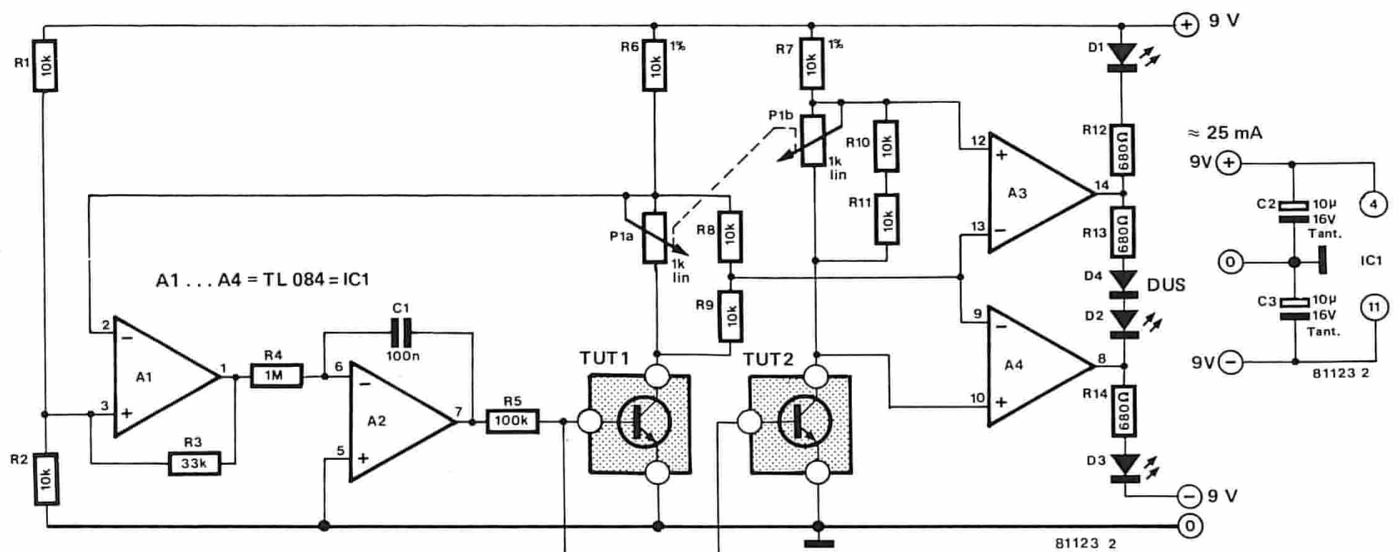 R1
10k
R2
10k
A1 . . . A4 = TL 084 = IC1
2
−
A1
3
+
1
R3
33k
R4
1M
C1
100n
6
−
A2
5
+
7
R5
100k
R6
1%
10k
P1a
1k
lin
R8
10k
R9
10k
TUT1
TUT2
R7
1%
10k
P1b
1k
lin
R10
10k
R11
10k
12
+
A3
13
−
14
9
−
A4
10
+
8
+ 9 V
D1
R12
680Ω
R13
680Ω
D4
DUS
D2
R14
680Ω
D3
− 9 V
0
81123 2
≈ 25 mA
9V +
4
C2
10µ
16V
Tant.
0
IC1
C3
10µ
16V
Tant.
11
9V −
81123 2